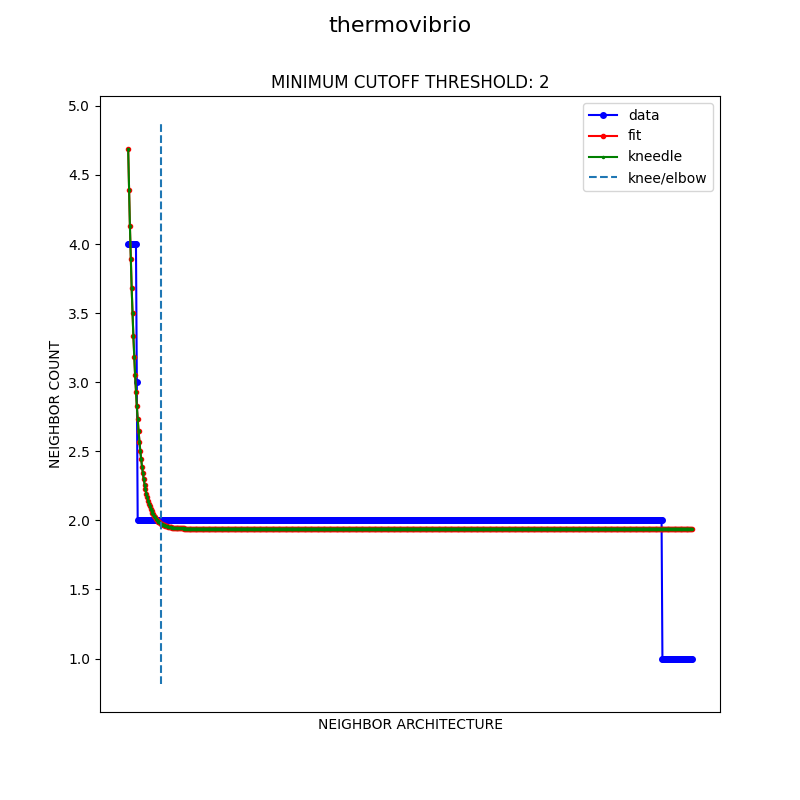 thermovibrio
MINIMUM CUTOFF THRESHOLD: 2
data
fit
kneedle
knee/elbow
5.0
4.5
4.0
3.5
3.0
2.5
2.0
1.5
1.0
NEIGHBOR COUNT
NEIGHBOR ARCHITECTURE